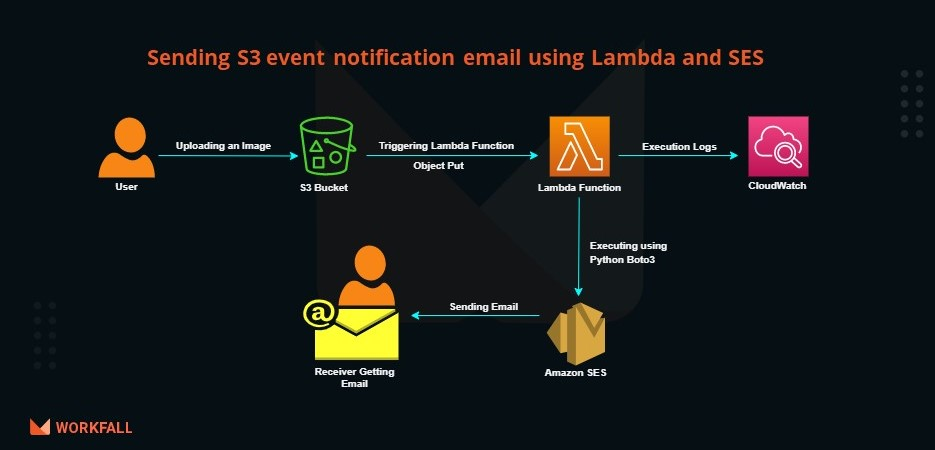 Sending S3 event notification email using Lambda and SES
Uploading an Image
Triggering Lambda Function
Object Put
Execution Logs
User
S3 Bucket
Lambda Function
CloudWatch
Executing using
Python Boto3
Sending Email
@
Receiver Getting
Email
Amazon SES
WORKFALL